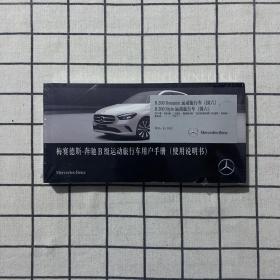 B 200 Dynamic 运动旅行车（国六）
B 200 Style 运动旅行车（国六）
Mercedes-Benz
梅赛德斯-奔驰 B 级运动旅行车用户手册（使用说明书）
Mercedes-Benz